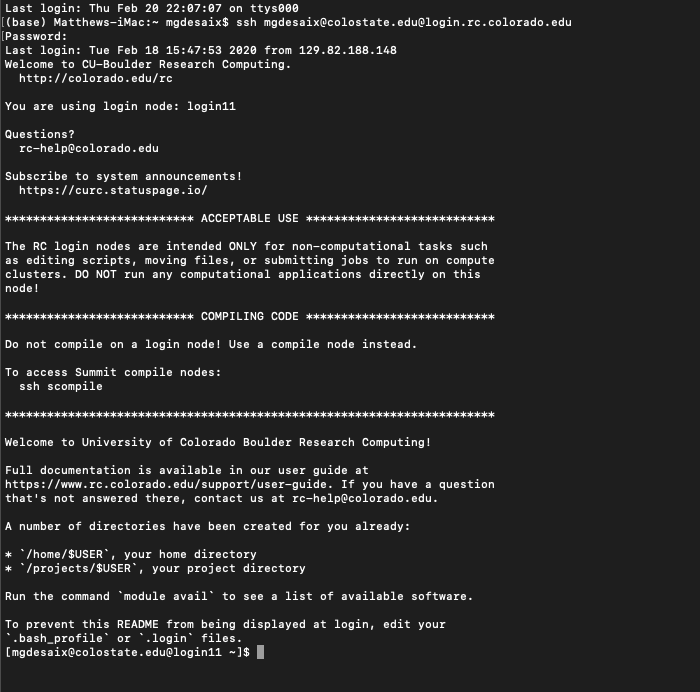 Last login: Thu Feb 20 22:07:07 on ttys000
[(base) Matthews-iMac:~ mgdesaix$ ssh mgdesaix@colostate.edu@login.rc.colorado.edu
[Password:
Last login: Tue Feb 18 15:47:53 2020 from 129.82.188.148
Welcome to CU-Boulder Research Computing.
http://colorado.edu/rc
You are using login node: login11
Questions?
rc-help@colorado.edu
Subscribe to system announcements!
https://curc.statuspage.io/
*************************** ACCEPTABLE USE ***************************
The RC login nodes are intended ONLY for non-computational tasks such
as editing scripts, moving files, or submitting jobs to run on compute
clusters. DO NOT run any computational applications directly on this
node!
*************************** COMPILING CODE ***************************
Do not compile on a login node! Use a compile node instead.
To access Summit compile nodes:
ssh scompile
**********************************************************************
Welcome to University of Colorado Boulder Research Computing!
Full documentation is available in our user guide at
https://www.rc.colorado.edu/support/user-guide. If you have a question
that's not answered there, contact us at rc-help@colorado.edu.
A number of directories have been created for you already:
* `/home/$USER`, your home directory
* `/projects/$USER`, your project directory
Run the command `module avail` to see a list of available software.
To prevent this README from being displayed at login, edit your
`.bash_profile` or `.login` files.
[mgdesaix@colostate.edu@login11 ~]$